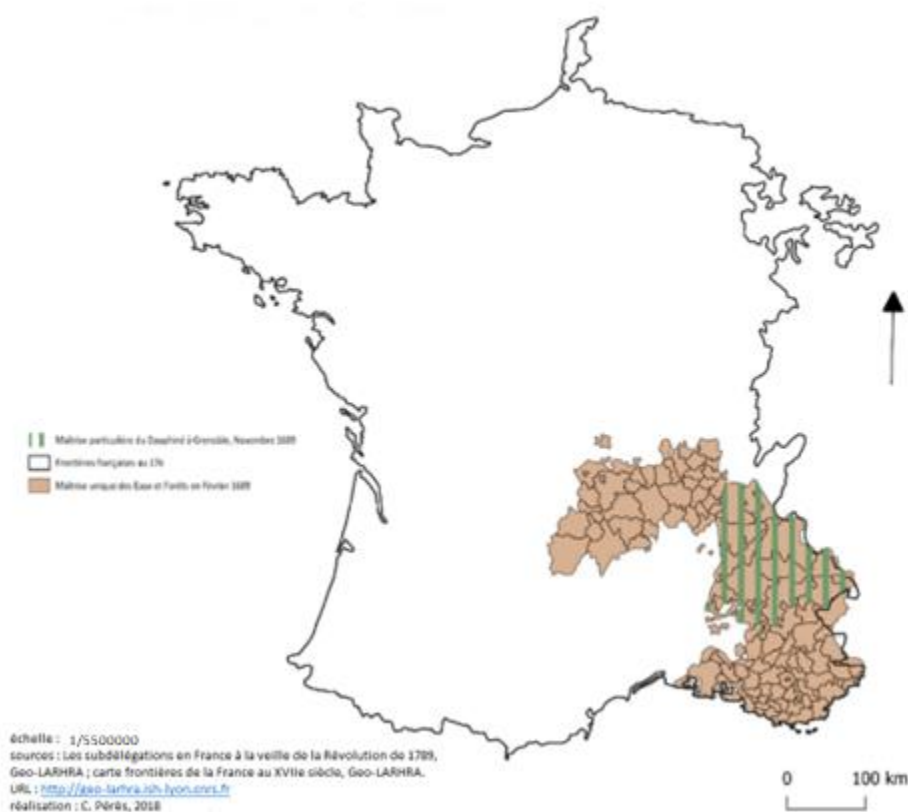 Maîtrise particulière du Dauphiné à Grenoble, Novembre 1689
Frontières françaises au 17è
Maîtrise unique des Eaux et Forêts en Février 1689
échelle : 1/5500000
sources : Les subdélégations en France à la veille de la Révolution de 1789,
Geo-LARHRA ; carte frontières de la France au XVIIe siècle, Geo-LARHRA.
URL : http://geo-larhra.ish-lyon.cnrs.fr
réalisation : C. Pérès, 2018
0 100 km